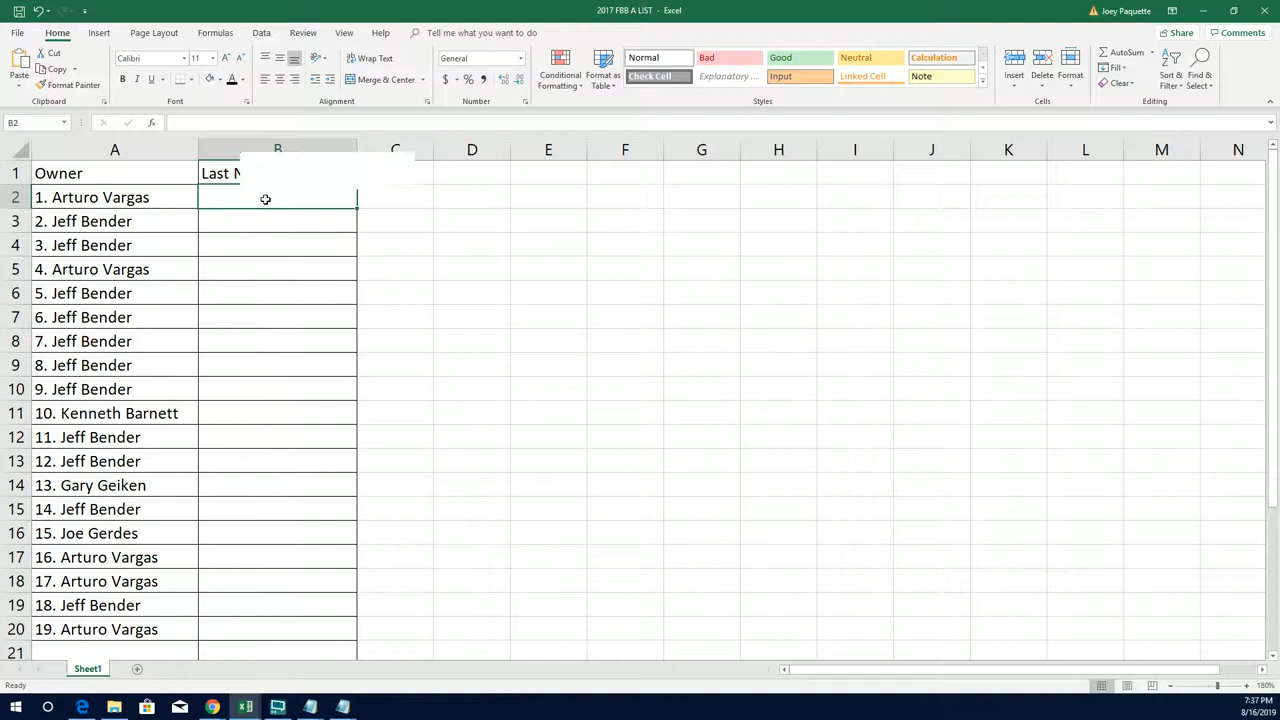 2017 FBB A LIST - Excel
Joey Paquette
File Home Insert Page Layout Formulas Data Review View Help Tell me what you want to do
Share Comments
Paste
Cut
Copy
Format Painter
Clipboard
Calibri 11
B I U
Font
Wrap Text
Merge & Center
Alignment
General
$ % ,
Number
Conditional Formatting
Format as Table
Normal Bad Good Neutral Calculation
Check Cell Explanatory ... Input Linked Cell Note
Styles
Insert Delete Format
Cells
AutoSum
Fill
Clear
Sort & Filter
Find & Select
Editing
B2
fx
A B C D E F G H I J K L M N
1 Owner Last N
2 1. Arturo Vargas
3 2. Jeff Bender
4 3. Jeff Bender
5 4. Arturo Vargas
6 5. Jeff Bender
7 6. Jeff Bender
8 7. Jeff Bender
9 8. Jeff Bender
10 9. Jeff Bender
11 10. Kenneth Barnett
12 11. Jeff Bender
13 12. Jeff Bender
14 13. Gary Geiken
15 14. Jeff Bender
16 15. Joe Gerdes
17 16. Arturo Vargas
18 17. Arturo Vargas
19 18. Jeff Bender
20 19. Arturo Vargas
21
Sheet1
Ready
180%
7:37 PM
8/16/2019